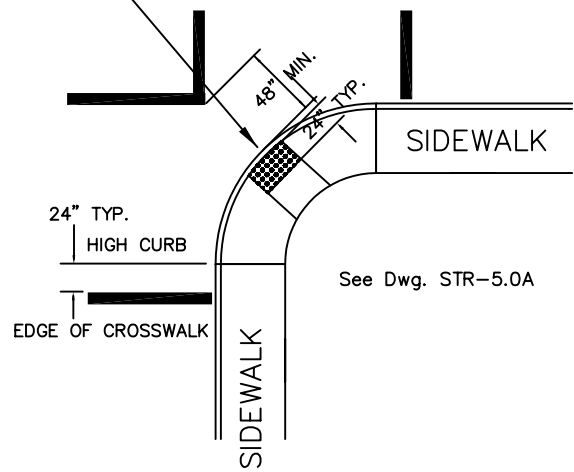 48” MIN.
24” TYP.
SIDEWALK
24” TYP.
HIGH CURB
See Dwg. STR–5.0A
EDGE OF CROSSWALK
SIDEWALK